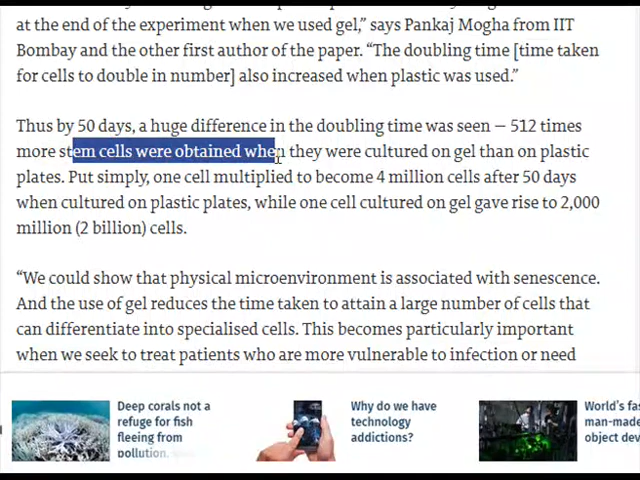 at the end of the experiment when we used gel,” says Pankaj Mogha from IIT
Bombay and the other first author of the paper. “The doubling time [time taken
for cells to double in number] also increased when plastic was used.”
Thus by 50 days, a huge difference in the doubling time was seen — 512 times
more stem cells were obtained when they were cultured on gel than on plastic
plates. Put simply, one cell multiplied to become 4 million cells after 50 days
when cultured on plastic plates, while one cell cultured on gel gave rise to 2,000
million (2 billion) cells.
“We could show that physical microenvironment is associated with senescence.
And the use of gel reduces the time taken to attain a large number of cells that
can differentiate into specialised cells. This becomes particularly important
when we seek to treat patients who are more vulnerable to infection or need
Deep corals not a
refuge for fish
fleeing from
pollution,
Why do we have
technology
addictions?
World's fas
man-made
object dev